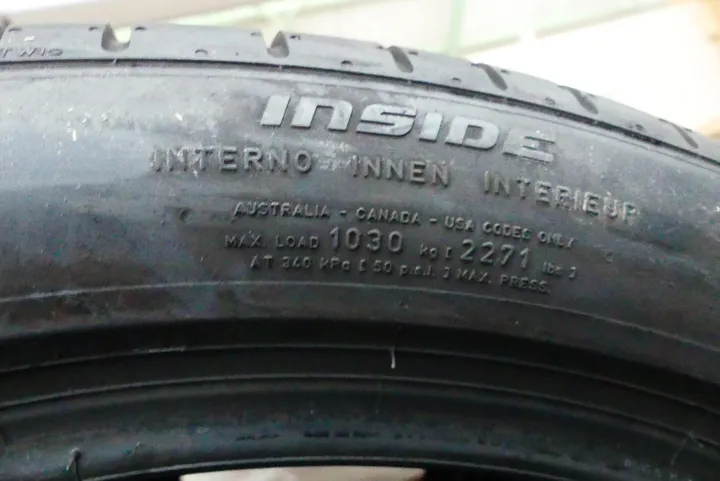 TWI
INSIDE
INTERNO - INNEN INTERIEUR
AUSTRALIA - CANADA - USA CODES ONLY
MAX. LOAD 1030 kg [ 2271 lbs ]
AT 340 kPa [ 50 p.s.i. ] MAX. PRESS.